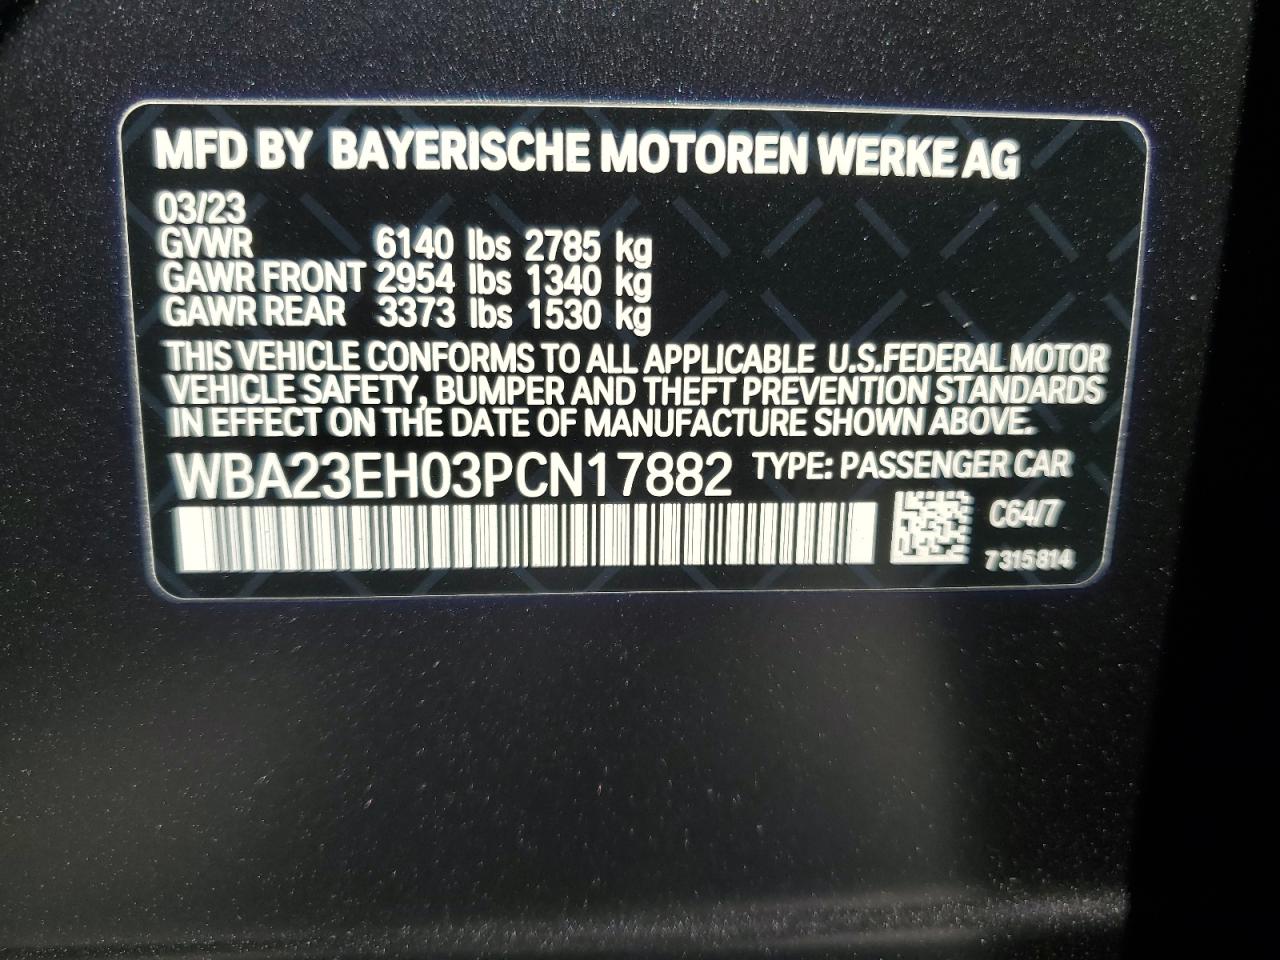 MFD BY BAYERISCHE MOTOREN WERKE AG
03/23
GVWR 6140 lbs 2785 kg
GAWR FRONT 2954 lbs 1340 kg
GAWR REAR 3373 lbs 1530 kg
THIS VEHICLE CONFORMS TO ALL APPLICABLE U.S.FEDERAL MOTOR
VEHICLE SAFETY, BUMPER AND THEFT PREVENTION STANDARDS
IN EFFECT ON THE DATE OF MANUFACTURE SHOWN ABOVE.
WBA23EH03PCN17882 TYPE: PASSENGER CAR
C64/7
7315814